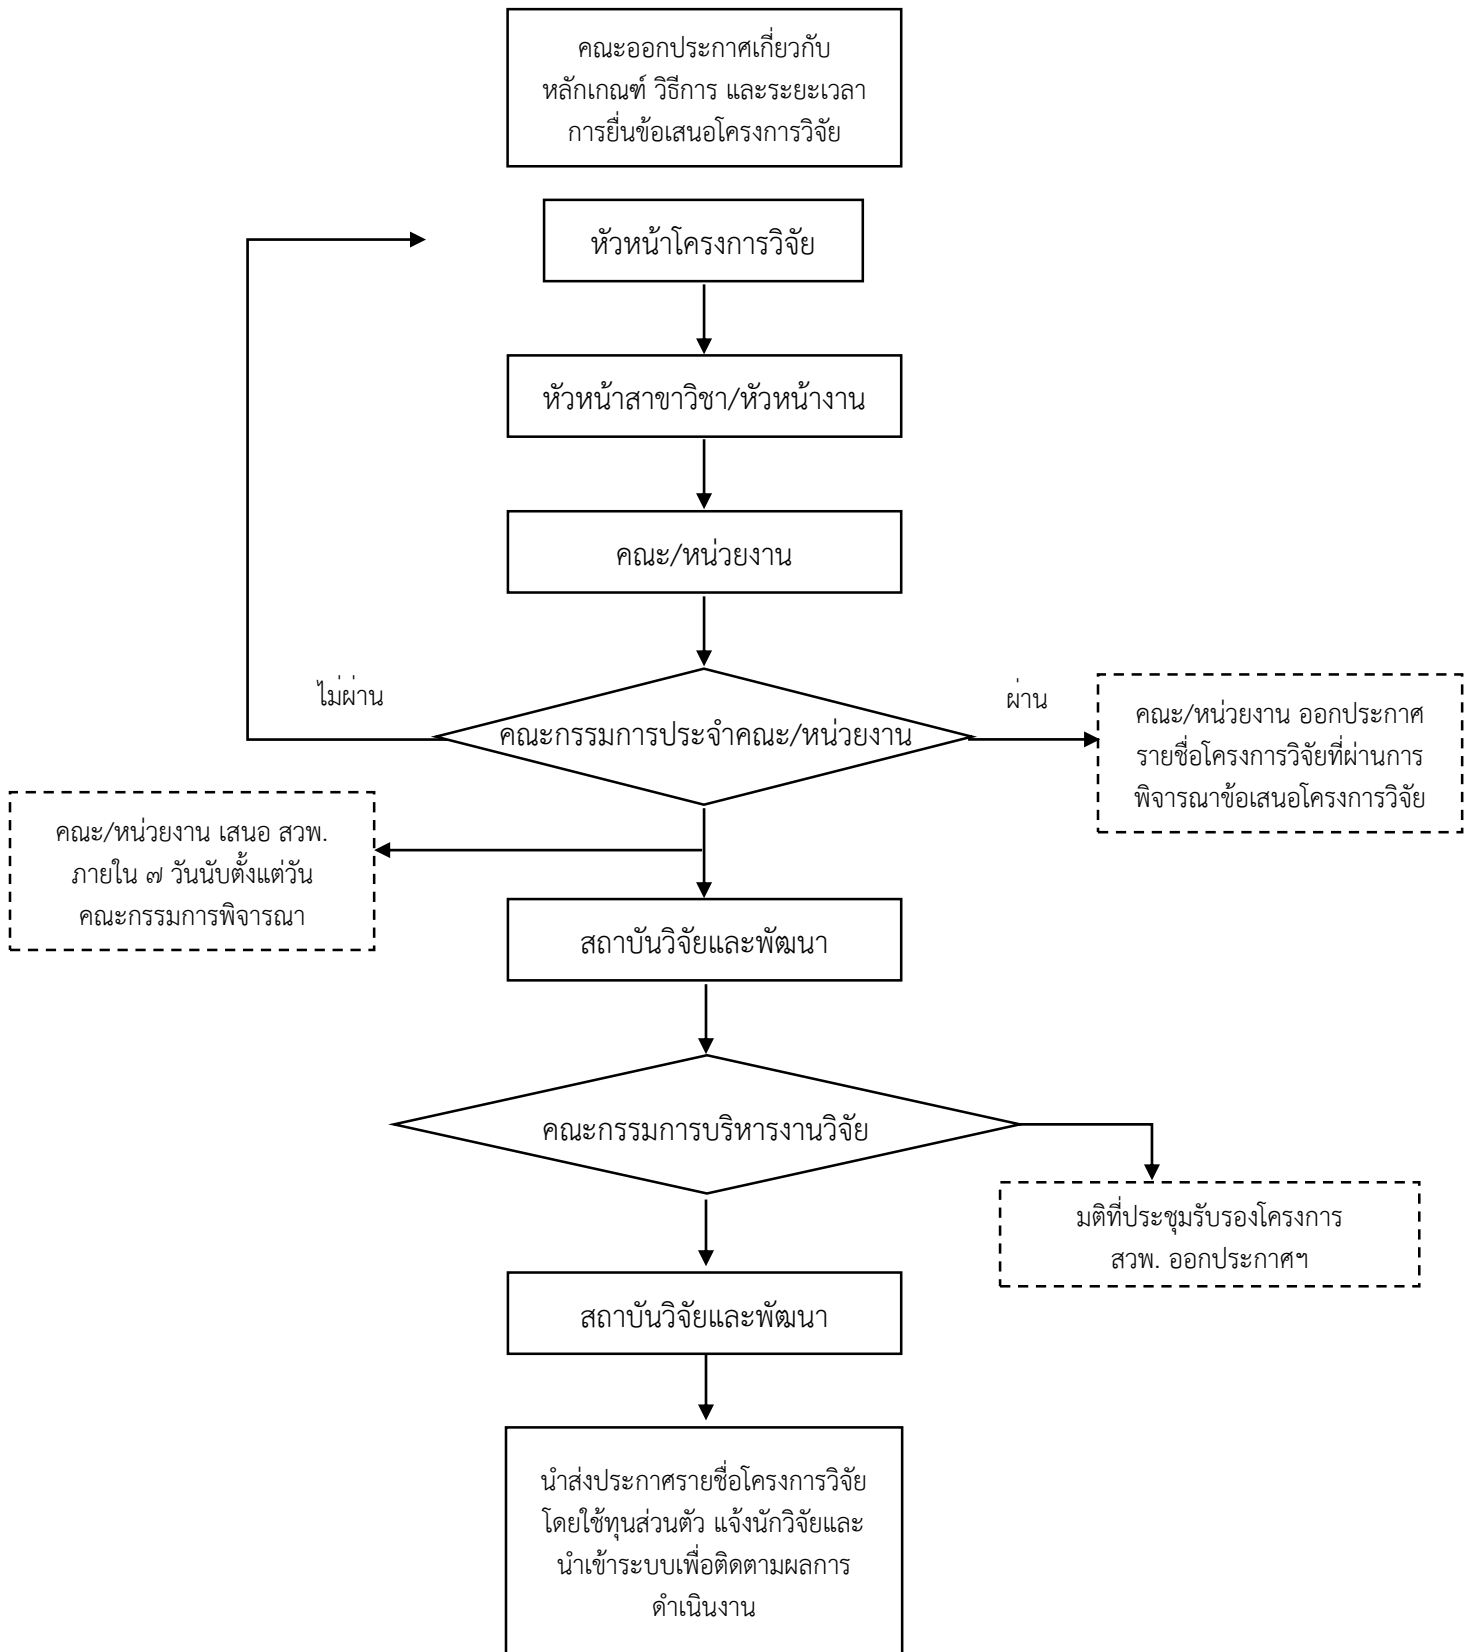 คณะออกประกาศเกี่ยวกับ
หลักเกณฑ์ วิธีการ และระยะเวลา
การยื่นข้อเสนอโครงการวิจัย
หัวหน้าโครงการวิจัย
หัวหน้าสาขาวิชา/หัวหน้างาน
คณะ/หน่วยงาน
ไม่ผ่าน
คณะกรรมการประจำคณะ/หน่วยงาน
ผ่าน
คณะ/หน่วยงาน ออกประกาศ
รายชื่อโครงการวิจัยที่ผ่านการ
พิจารณาข้อเสนอโครงการวิจัย
คณะ/หน่วยงาน เสนอ สวพ.
ภายใน ๗ วันนับตั้งแต่วัน
คณะกรรมการพิจารณา
สถาบันวิจัยและพัฒนา
คณะกรรมการบริหารงานวิจัย
มติที่ประชุมรับรองโครงการ
สวพ. ออกประกาศฯ
สถาบันวิจัยและพัฒนา
นำส่งประกาศรายชื่อโครงการวิจัย
โดยใช้ทุนส่วนตัว แจ้งนักวิจัยและ
นำเข้าระบบเพื่อติดตามผลการ
ดำเนินงาน